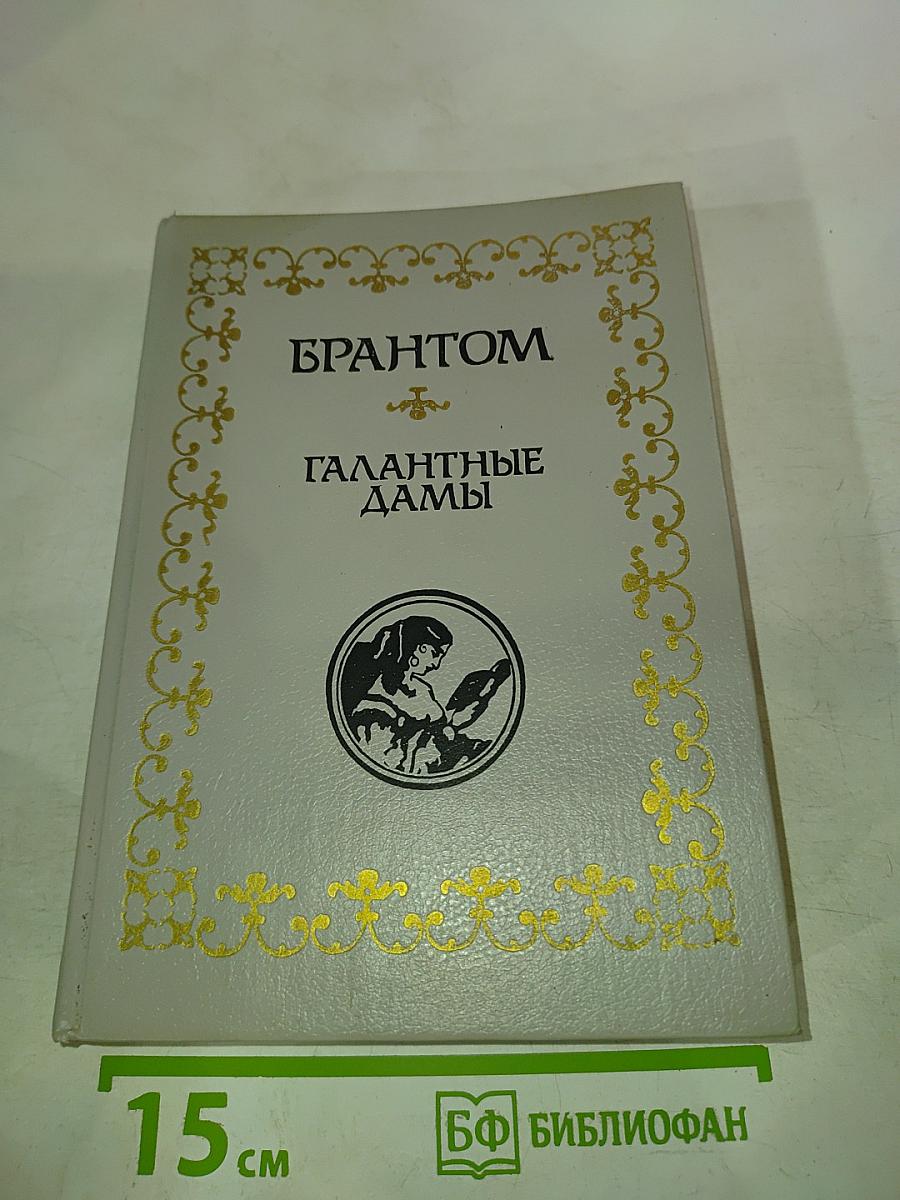 БРАНТОМ
ГАЛАНТНЫЕ
ДАМЫ
15 см
БФ БИБЛИОФАН